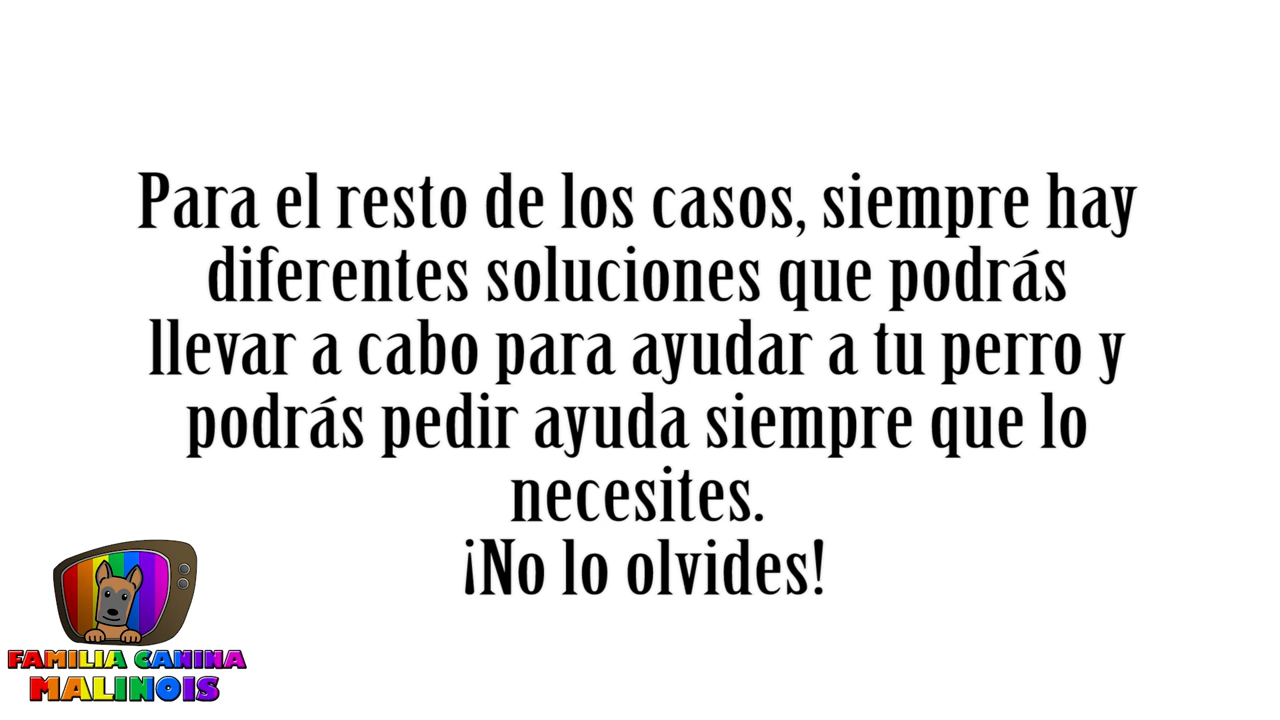 Para el resto de los casos, siempre hay
diferentes soluciones que podrás
llevar a cabo para ayudar a tu perro y
podrás pedir ayuda siempre que lo
necesites.
¡No lo olvides!
FAMILIA CANINA
MALINOIS